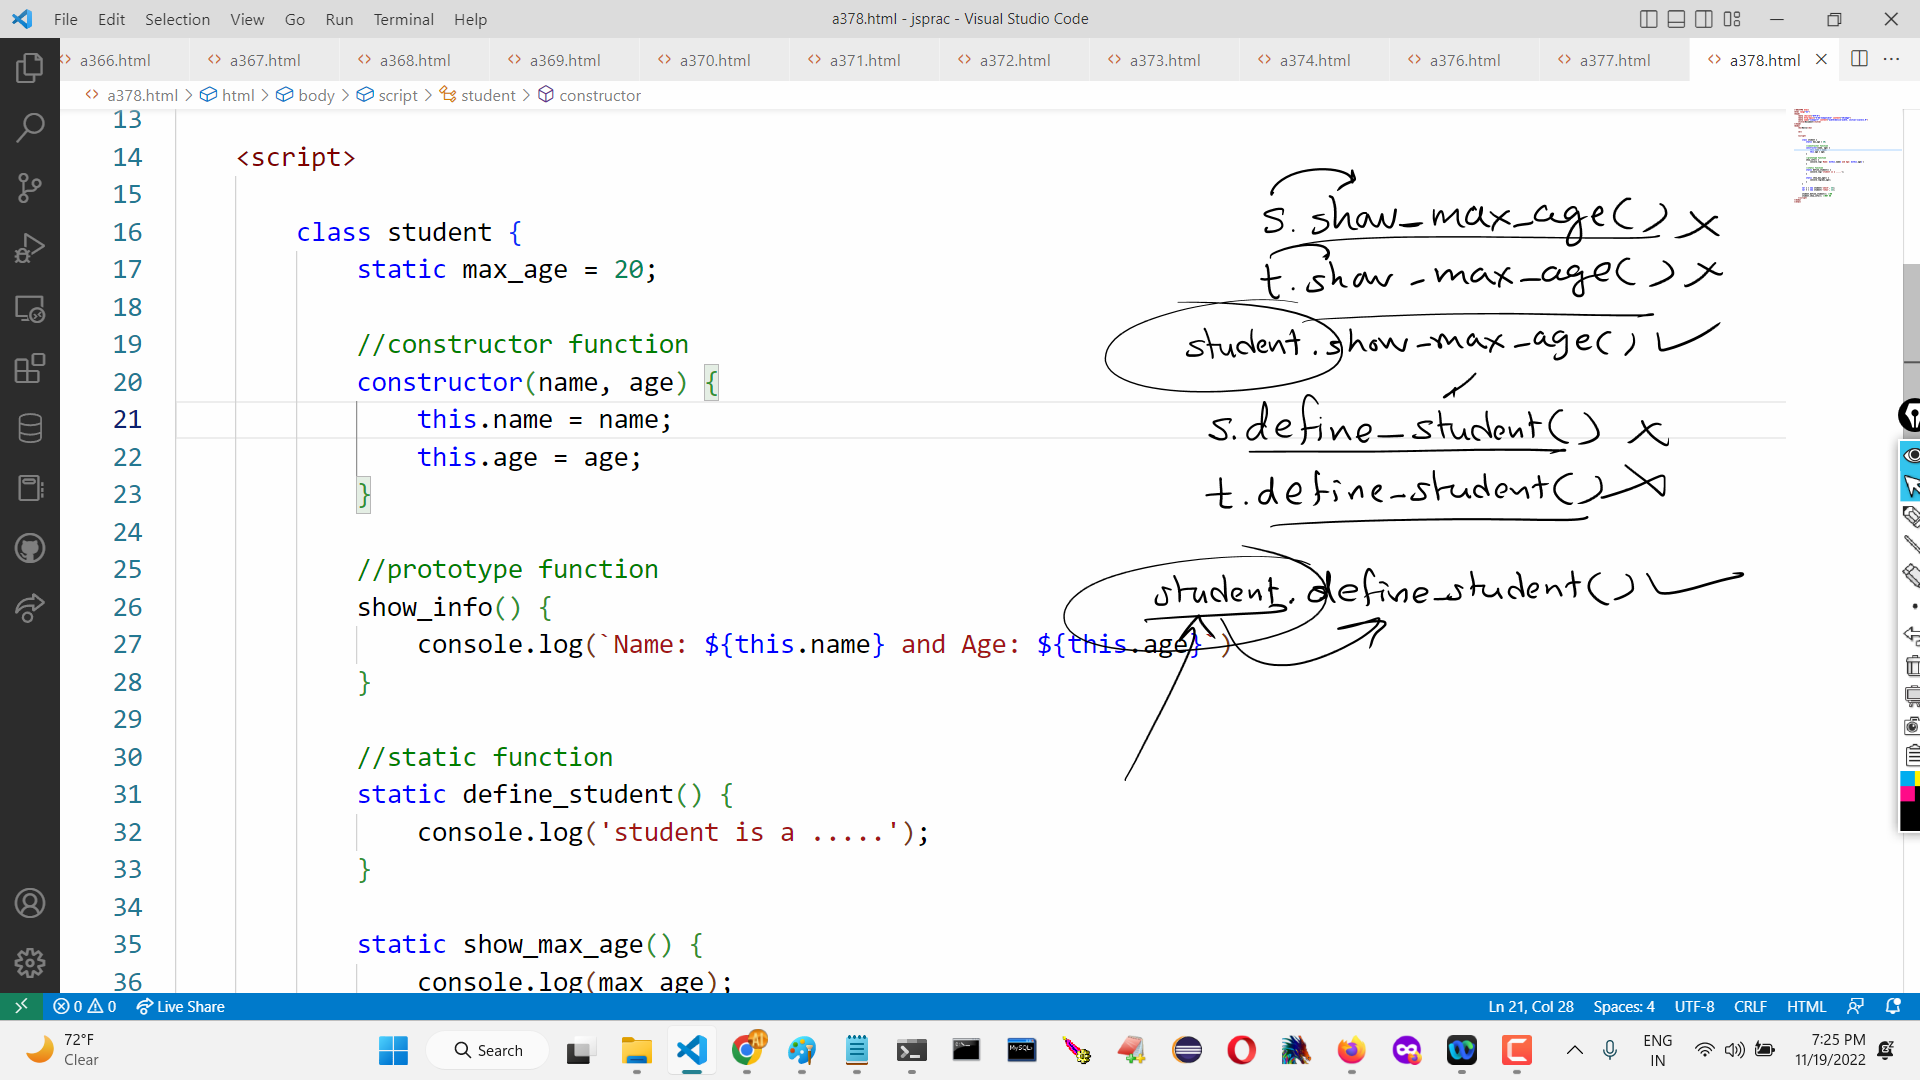 File Edit Selection View Go Run Terminal Help
a378.html - jsprac - Visual Studio Code
a366.html a367.html a368.html a369.html a370.html a371.html a372.html a373.html a374.html a376.html a377.html a378.html
a378.html > html > body > script > student > constructor
13
14 <script>
15
16 class student {
17 static max_age = 20;
18
19 //constructor function
20 constructor(name, age) {
21 this.name = name;
22 this.age = age;
23 }
24
25 //prototype function
26 show_info() {
27 console.log(`Name: ${this.name} and Age: ${this.age}`)
28 }
29
30 //static function
31 static define_student() {
32 console.log('student is a .....');
33 }
34
35 static show_max_age() {
36 console.log(max_age);
s.show_max_age() x
t.show_max_age() x
student.show_max_age() ✓
s.define_student() x
t.define_student() x
student.define_student() ✓
0 0 Live Share
Ln 21, Col 28 Spaces: 4 UTF-8 CRLF HTML
72°F
Clear
Search
ENG
IN
7:25 PM
11/19/2022